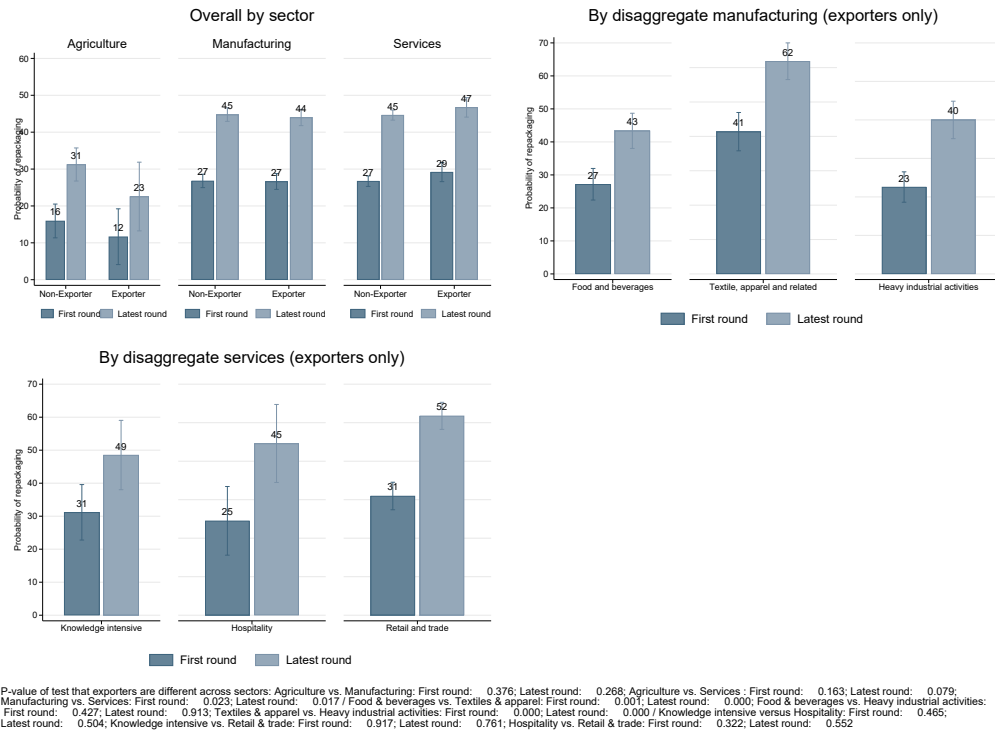 Overall by sector
Agriculture
Manufacturing
Services
Probability of repackaging
60
50
40
30
20
10
0
16
31
12
23
27
45
27
44
27
45
29
47
Non-Exporter
Exporter
Non-Exporter
Exporter
Non-Exporter
Exporter
First round
Latest round
First round
Latest round
First round
Latest round
By disaggregate manufacturing (exporters only)
Probability of repackaging
70
60
50
40
30
20
10
0
27
43
41
62
23
40
Food and beverages
Textile, apparel and related
Heavy industrial activities
First round
Latest round
By disaggregate services (exporters only)
Probability of repackaging
70
60
50
40
30
20
10
0
31
49
25
45
31
52
Knowledge intensive
Hospitality
Retail and trade
First round
Latest round
P-value of test that exporters are different across sectors: Agriculture vs. Manufacturing: First round: 0.376; Latest round: 0.268; Agriculture vs. Services : First round: 0.163; Latest round: 0.079;
Manufacturing vs. Services: First round: 0.023; Latest round: 0.017 / Food & beverages vs. Textiles & apparel: First round: 0.001; Latest round: 0.000; Food & beverages vs. Heavy industrial activities:
First round: 0.427; Latest round: 0.913; Textiles & apparel vs. Heavy industrial activities: First round: 0.000; Latest round: 0.000 / Knowledge intensive versus Hospitality: First round: 0.465;
Latest round: 0.504; Knowledge intensive vs. Retail & trade: First round: 0.917; Latest round: 0.761; Hospitality vs. Retail & trade: First round: 0.322; Latest round: 0.552